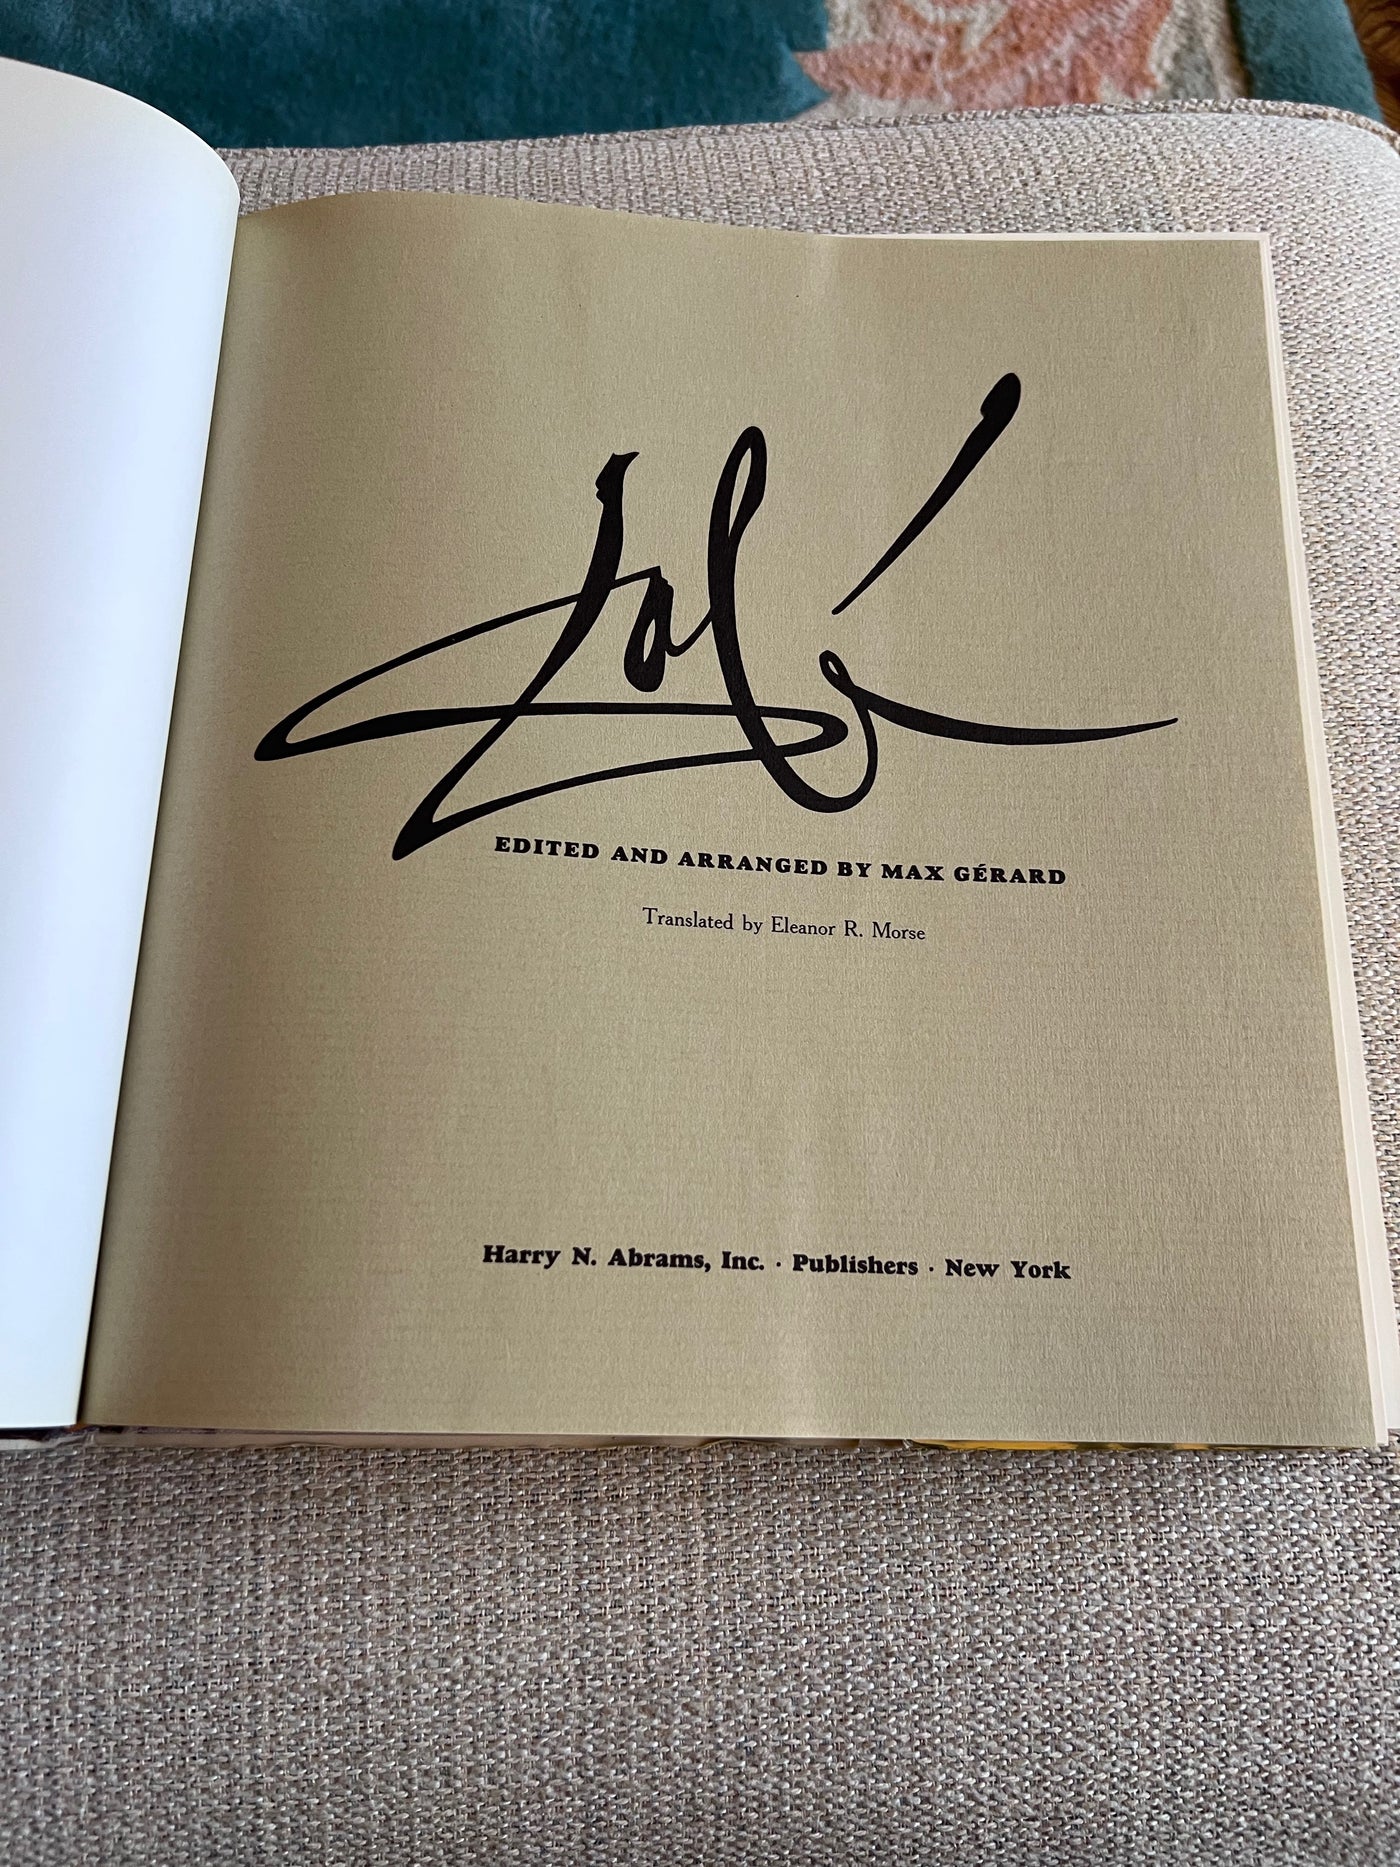 Dalí
EDITED AND ARRANGED BY MAX GÉRARD
Translated by Eleanor R. Morse
Harry N. Abrams, Inc. · Publishers · New York